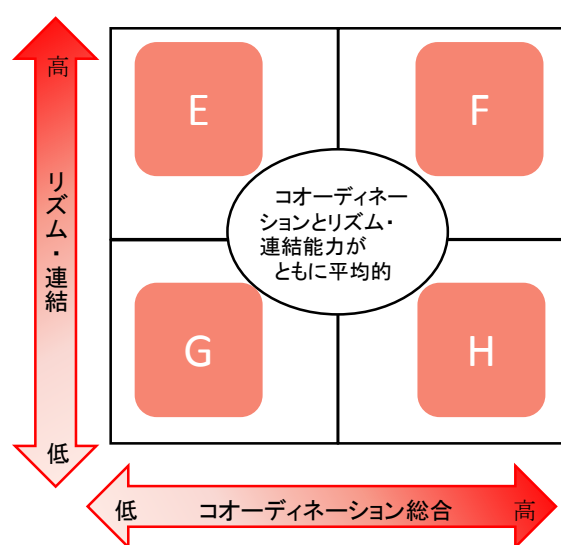 高
リズム・連結
低
E
F
コオーディネー
ションとリズム・
連結能力が
ともに平均的
G
H
低 コオーディネーション総合 高